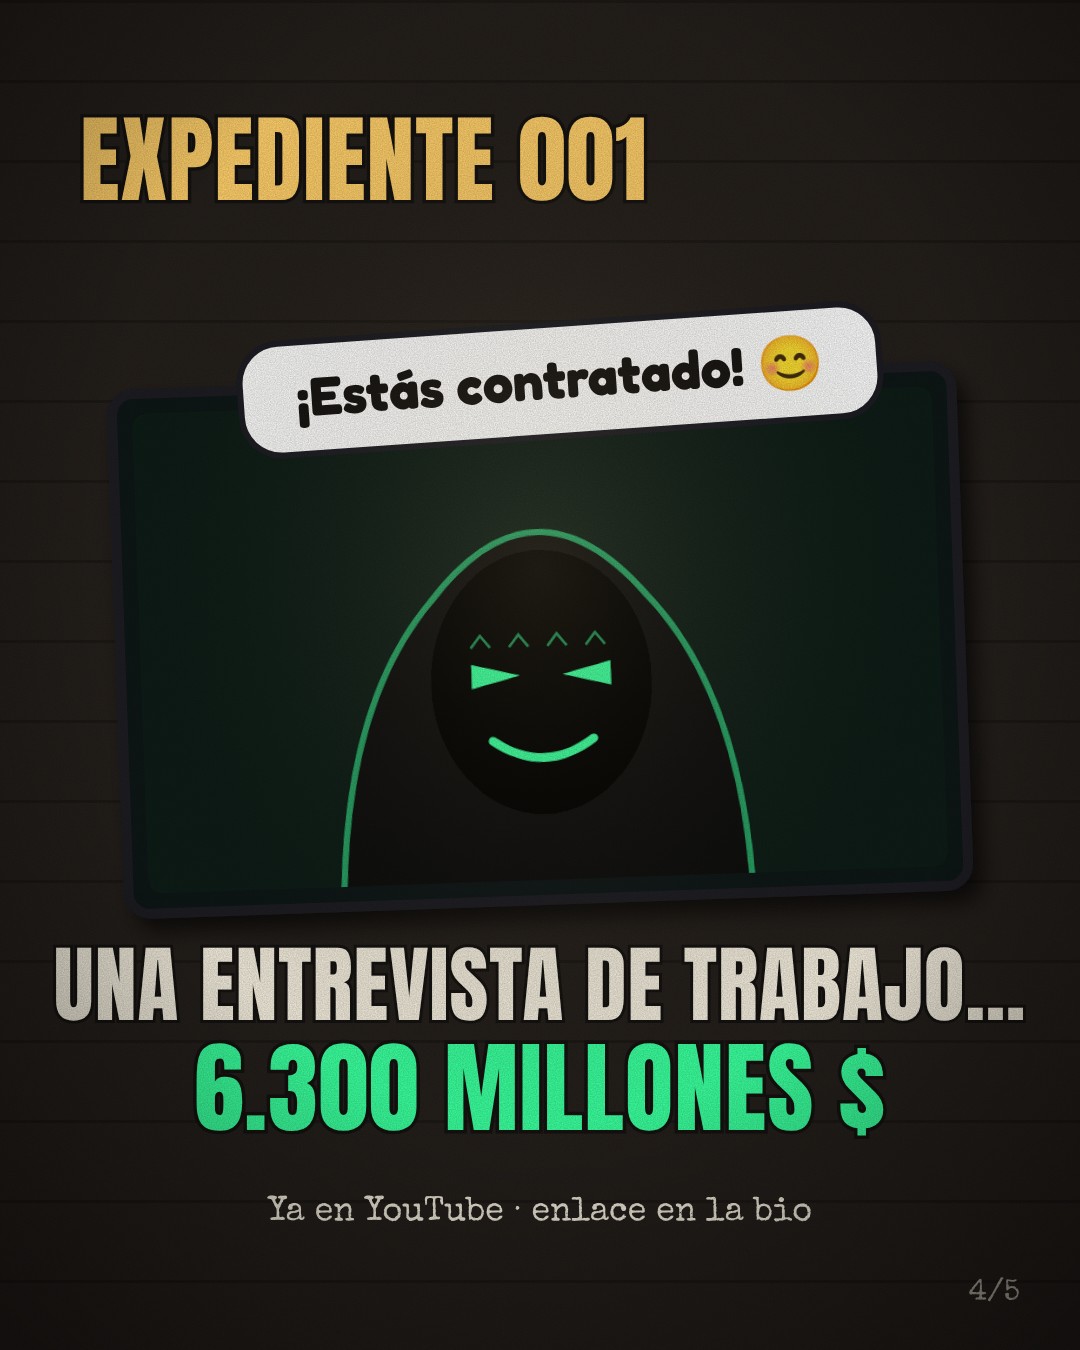 EXPEDIENTE 001
¡Estás contratado! 😊
UNA ENTREVISTA DE TRABAJO...
6.300 MILLONES $
Ya en YouTube · enlace en la bio
4/5